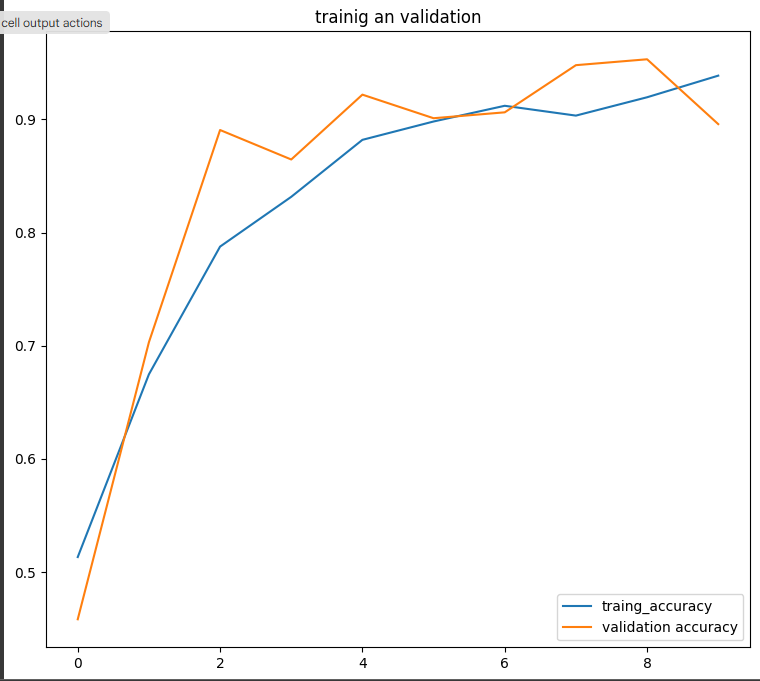 cell output actions
trainig an validation
0.9
0.8
0.7
0.6
0.5
traing_accuracy
validation accuracy
0 2 4 6 8